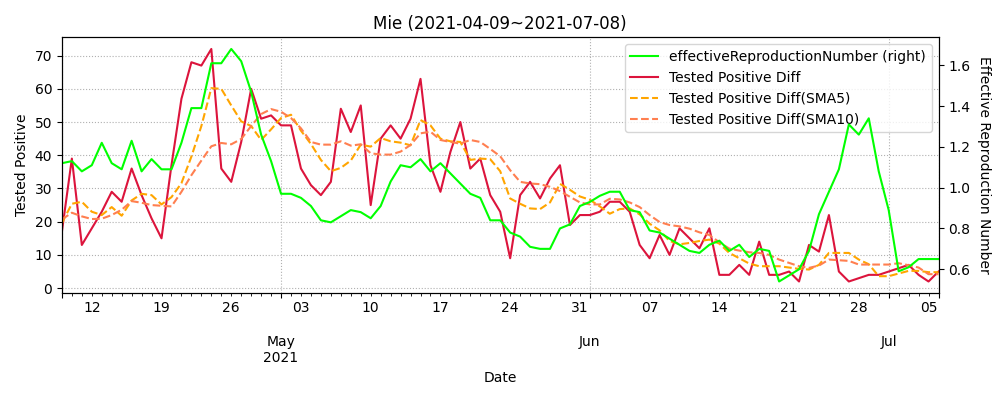 Mie (2021-04-09~2021-07-08)
effectiveReproductionNumber (right)
Tested Positive Diff
Tested Positive Diff(SMA5)
Tested Positive Diff(SMA10)
Tested Positive
70
60
50
40
30
20
10
0
1.6
1.4
1.2
1.0
0.8
0.6
Effective Reproduction Number
12 19 26 03 10 17 24 31 07 14 21 28 05
May Jun Jul
2021
Date